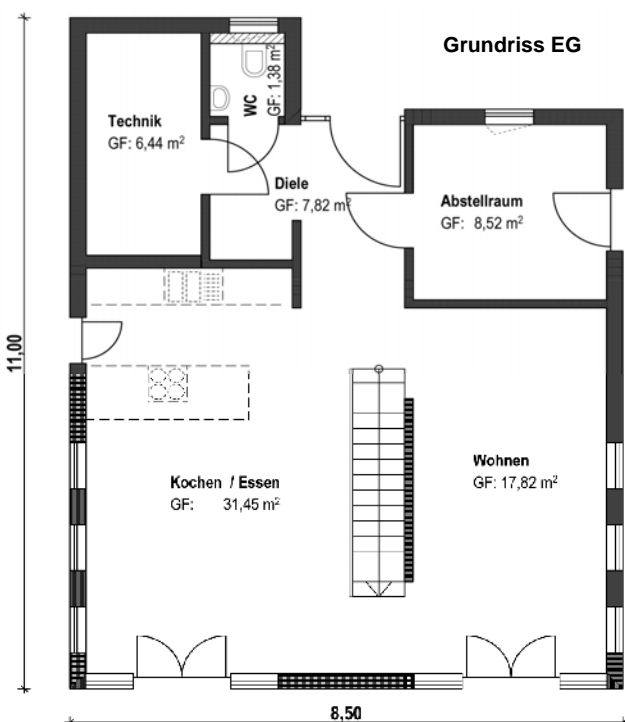 Grundriss EG
WC
GF: 1,38 m²
Technik
GF: 6,44 m²
Diele
GF: 7,82 m²
Abstellraum
GF: 8,52 m²
11,00
Kochen / Essen
GF: 31,45 m²
Wohnen
GF: 17,82 m²
8,50